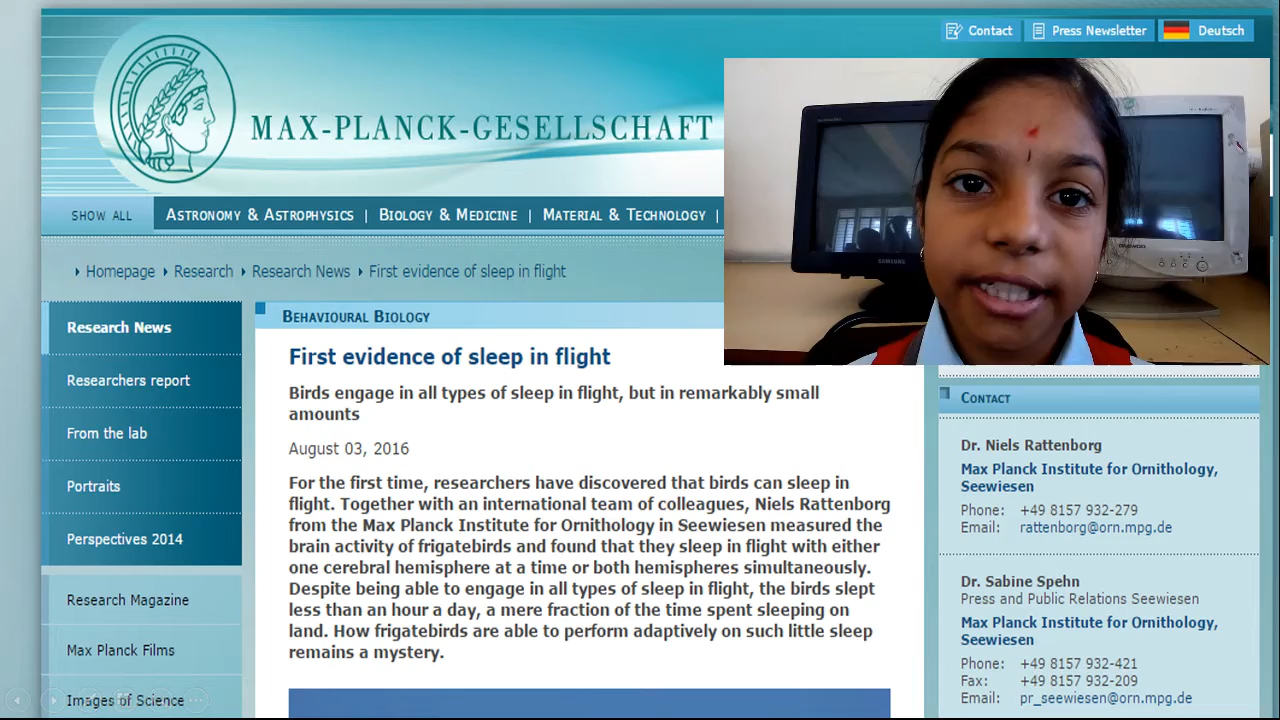 Contact
Press Newsletter
Deutsch
MAX-PLANCK-GESELLSCHAFT
SHOW ALL
ASTRONOMY & ASTROPHYSICS | BIOLOGY & MEDICINE | MATERIAL & TECHNOLOGY |
Homepage Research Research News First evidence of sleep in flight
Research News
Researchers report
From the lab
Portraits
Perspectives 2014
Research Magazine
Max Planck Films
Images of Science
BEHAVIOURAL BIOLOGY
First evidence of sleep in flight
Birds engage in all types of sleep in flight, but in remarkably small
amounts
August 03, 2016
For the first time, researchers have discovered that birds can sleep in
flight. Together with an international team of colleagues, Niels Rattenborg
from the Max Planck Institute for Ornithology in Seewiesen measured the
brain activity of frigatebirds and found that they sleep in flight with either
one cerebral hemisphere at a time or both hemispheres simultaneously.
Despite being able to engage in all types of sleep in flight, the birds slept
less than an hour a day, a mere fraction of the time spent sleeping on
land. How frigatebirds are able to perform adaptively on such little sleep
remains a mystery.
SAMSUNG
DAEWOO
CONTACT
Dr. Niels Rattenborg
Max Planck Institute for Ornithology,
Seewiesen
Phone: +49 8157 932-279
Email: rattenborg@orn.mpg.de
Dr. Sabine Spehn
Press and Public Relations Seewiesen
Max Planck Institute for Ornithology,
Seewiesen
Phone: +49 8157 932-421
Fax: +49 8157 932-209
Email: pr_seewiesen@orn.mpg.de